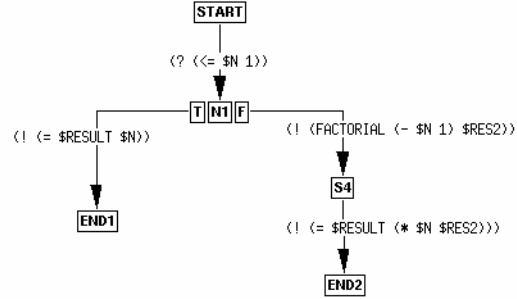 START
(? (<= $N 1))
T N1 F
(! (= $RESULT $N))
(! (FACTORIAL (- $N 1) $RES2))
S4
END1
(! (= $RESULT (* $N $RES2)))
END2